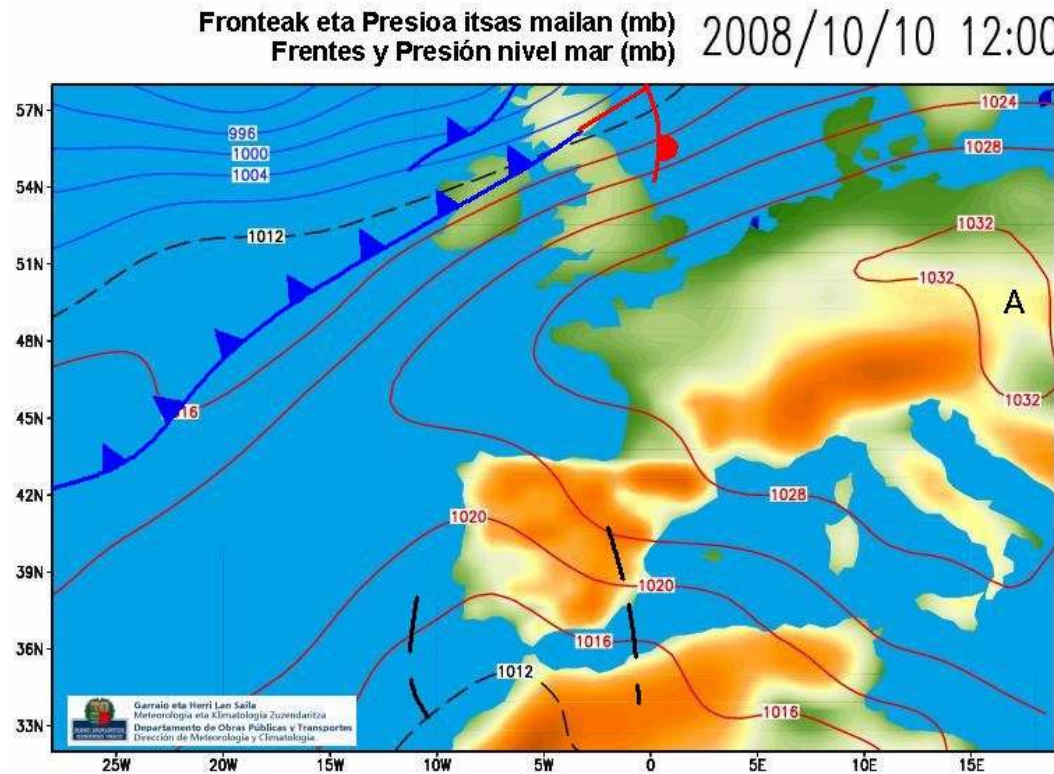 Fronteak eta Presioa itsas mailan (mb)
Frentes y Presión nivel mar (mb)
2008/10/10 12:00
57N
54N
51N
48N
45N
42N
39N
36N
33N
996
1000
1004
1012
1024
1028
1032
1032
A
1032
1028
1020
1020
1016
1012
1016
Garraio eta Herri Lan Saila
Meteorologia eta Klimatologia Zuzendaritza
Departamento de Obras Públicas y Transportes
Dirección de Meteorología y Climatología.
25W
20W
15W
10W
5W
0
5E
10E
15E